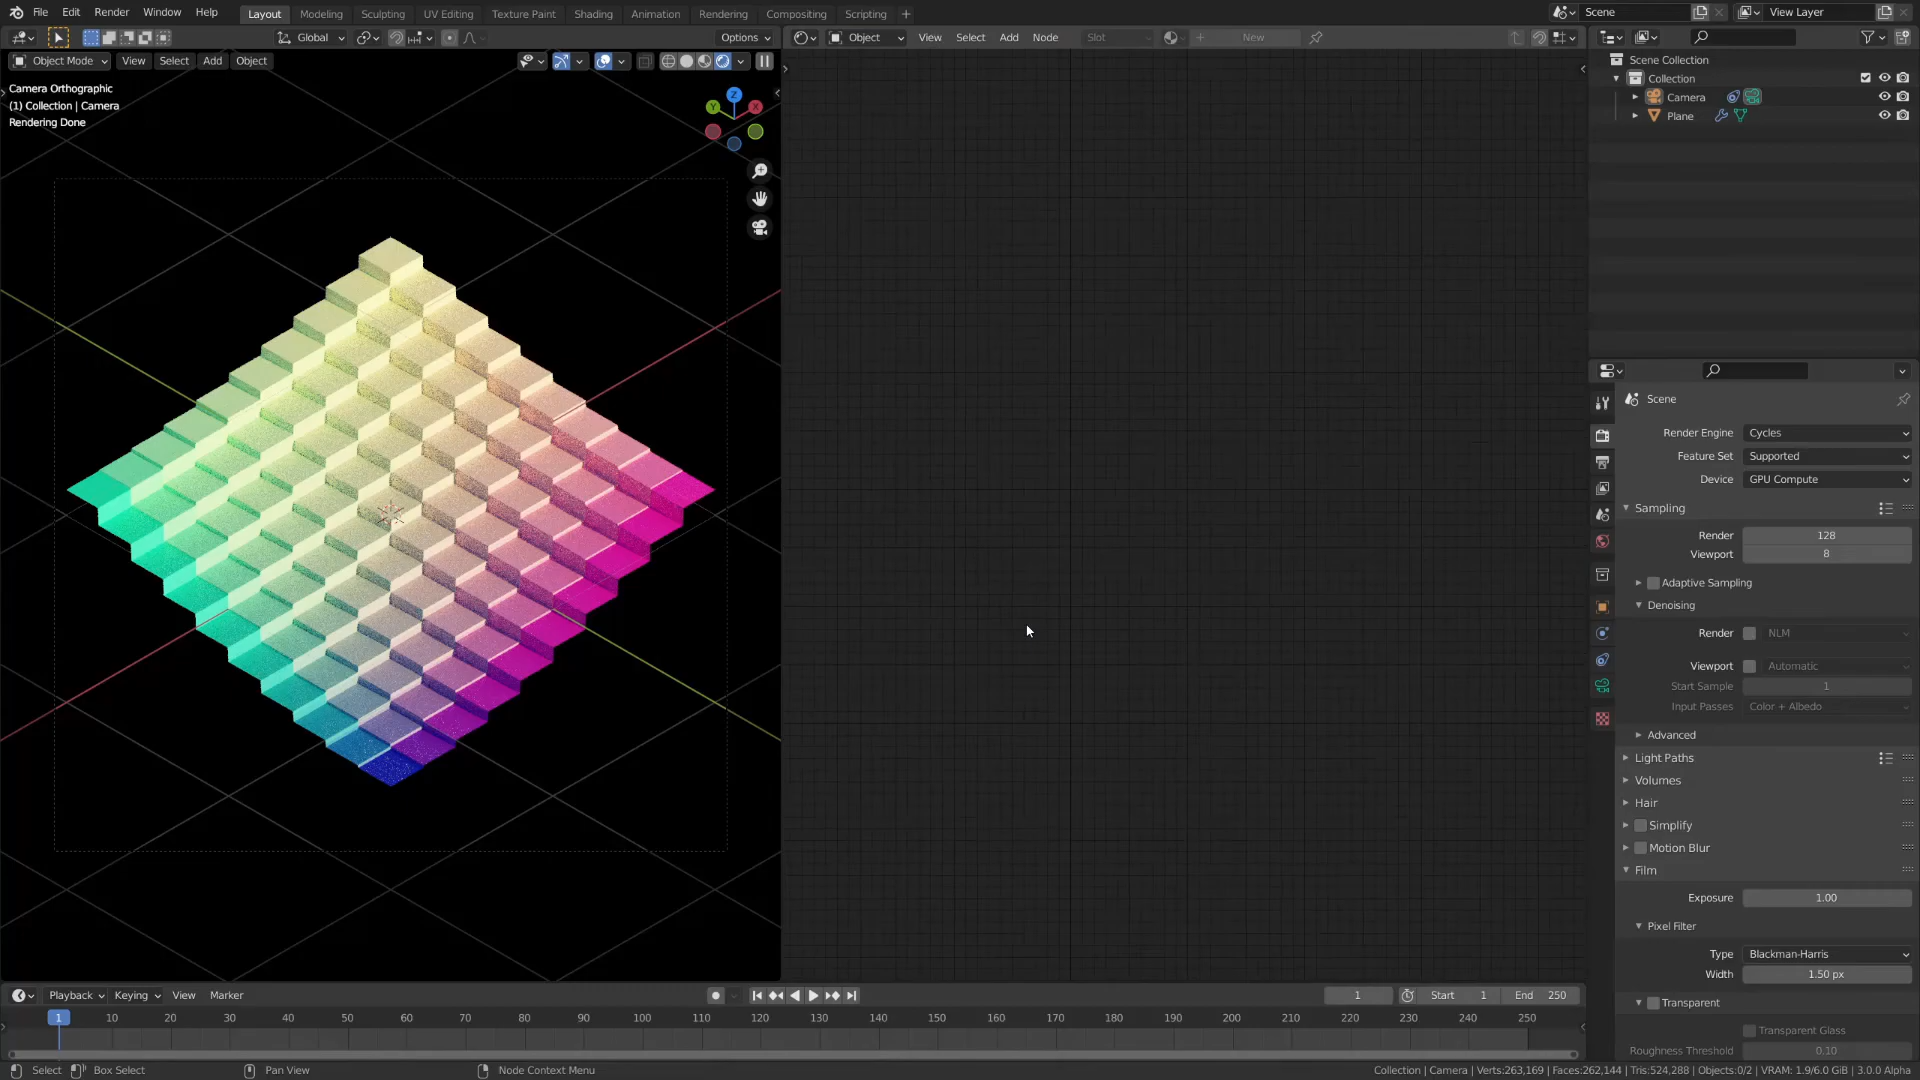 File Edit Render Window Help Layout Modeling Sculpting UV Editing Texture Paint Shading Animation Rendering Compositing Scripting + Scene View Layer
Global Options Object View Select Add Node Slot New
Object Mode View Select Add Object
Camera Orthographic
(1) Collection | Camera
Rendering Done
Z
Y
X
Scene Collection
Collection
Camera
Plane
Scene
Render Engine Cycles
Feature Set Supported
Device GPU Compute
Sampling
Render 128
Viewport 8
Adaptive Sampling
Denoising
Render NLM
Viewport Automatic
Start Sample 1
Input Passes Color + Albedo
Advanced
Light Paths
Volumes
Hair
Simplify
Motion Blur
Film
Exposure 1.00
Pixel Filter
Type Blackman-Harris
Width 1.50 px
Transparent
Transparent Glass
Roughness Threshold 0.10
Playback Keying View Marker 1 Start 1 End 250
1 10 20 30 40 50 60 70 80 90 100 110 120 130 140 150 160 170 180 190 200 210 220 230 240 250
Select Box Select Pan View Node Context Menu Collection | Camera | Verts:263,169 | Faces:262,144 | Tris:524,288 | Objects:0/2 | VRAM: 1.9/6.0 GiB | 3.0.0 Alpha